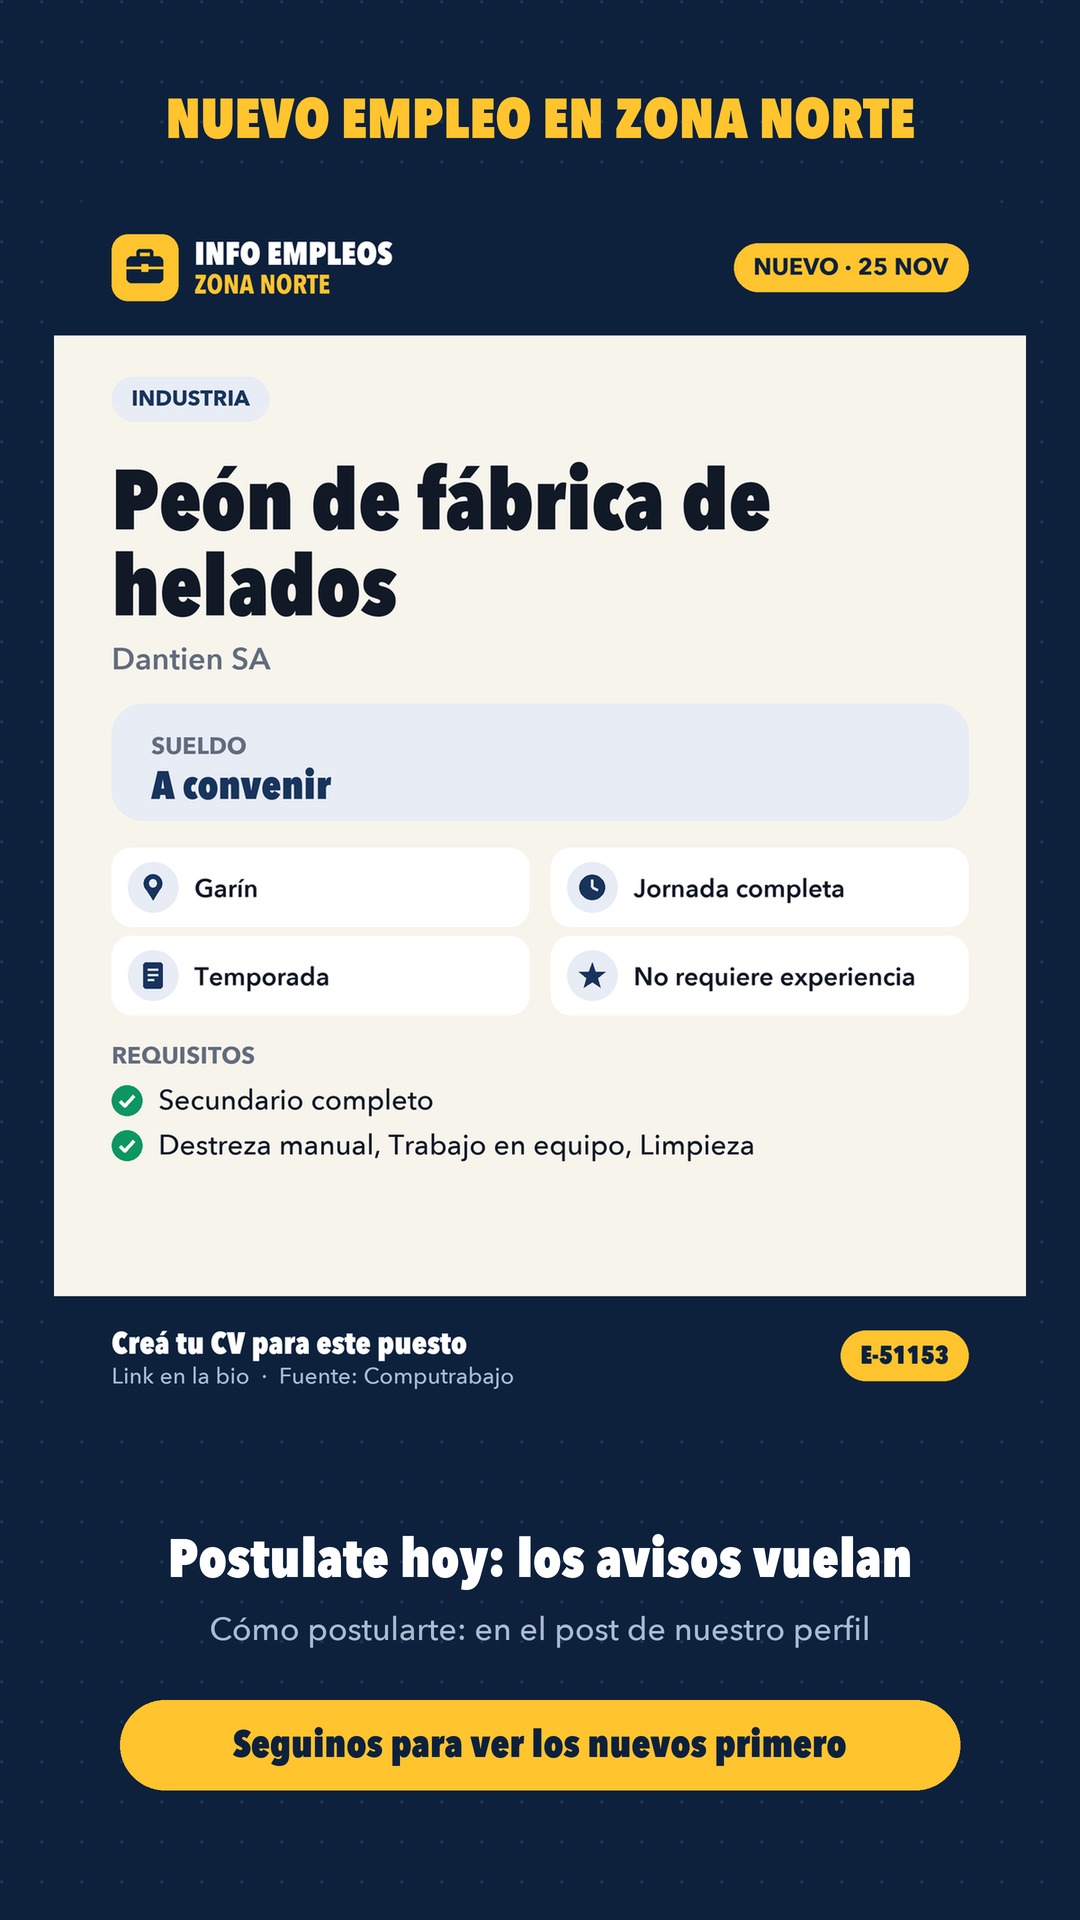 NUEVO EMPLEO EN ZONA NORTE
INFO EMPLEOS
ZONA NORTE
NUEVO · 25 NOV
INDUSTRIA
Peón de fábrica de
helados
Dantien SA
SUELDO
A convenir
Garín
Jornada completa
Temporada
No requiere experiencia
REQUISITOS
Secundario completo
Destreza manual, Trabajo en equipo, Limpieza
Creá tu CV para este puesto
Link en la bio · Fuente: Computrabajo
E-51153
Postulate hoy: los avisos vuelan
Cómo postularte: en el post de nuestro perfil
Seguinos para ver los nuevos primero